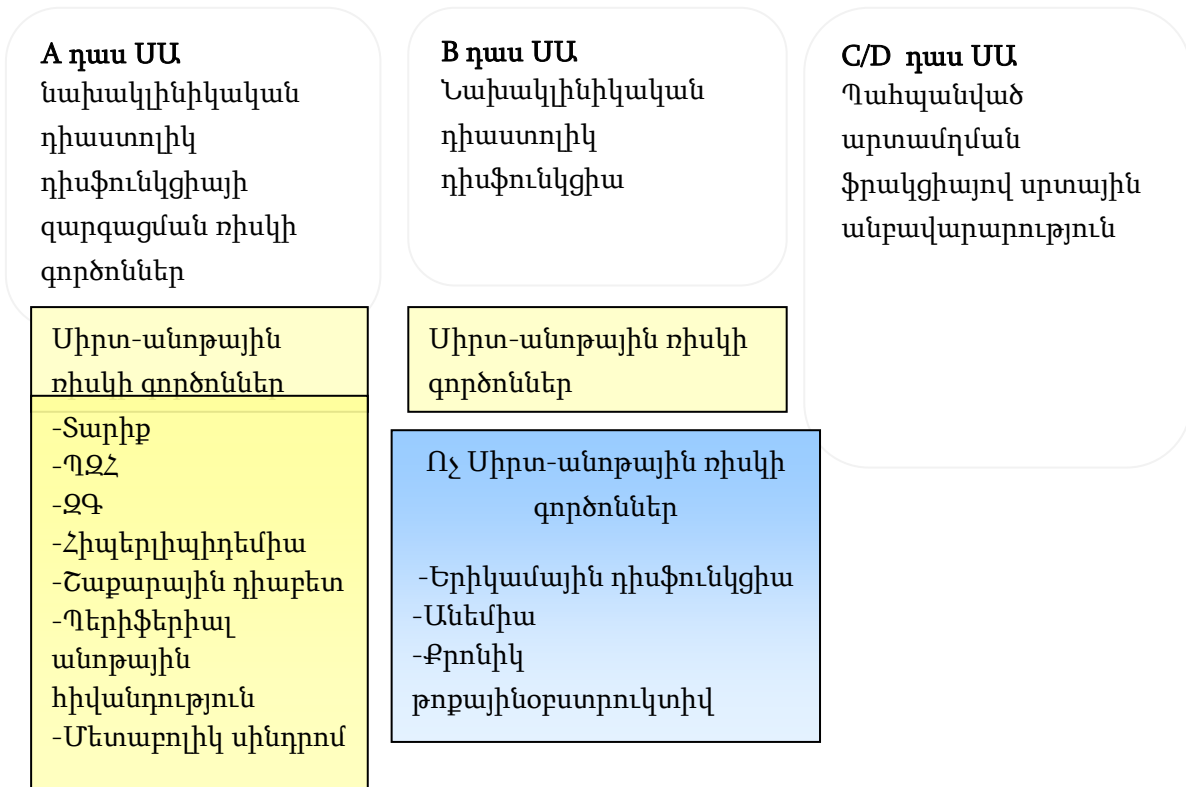 A դաս ՍԱ
նախակլինիկական
դիաստոլիկ
դիսֆունկցիայի
զարգացման ռիսկի
գործոններ
B դաս ՍԱ
Նախակլինիկական
դիաստոլիկ
դիսֆունկցիա
C/D դաս ՍԱ
Պահպանված
արտամղման
ֆրակցիայով սրտային
անբավարարություն
Սիրտ-անոթային
ռիսկի գործոններ
-Տարիք
-ՊԶՀ
-ԶԳ
-Հիպերլիպիդեմիա
-Շաքարային դիաբետ
-Պերիֆերիալ
անոթային
հիվանդություն
-Մետաբոլիկ սինդրոմ
Սիրտ-անոթային ռիսկի
գործոններ
Ոչ Սիրտ-անոթային ռիսկի
գործոններ
-Երիկամային դիսֆունկցիա
-Անեմիա
-Քրոնիկ
թոքայինօբստրուկտիվ